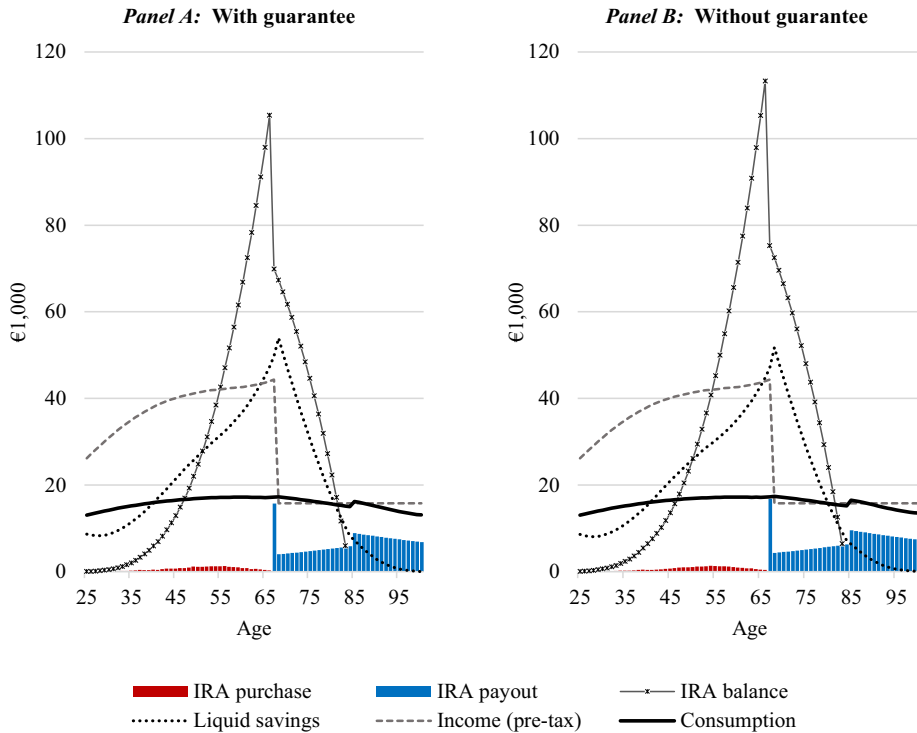 Panel A: With guarantee
120
100
80
60
40
20
0
€1,000
25 35 45 55 65 75 85 95
Age
Panel B: Without guarantee
120
100
80
60
40
20
0
€1,000
25 35 45 55 65 75 85 95
Age
IRA purchase IRA payout IRA balance
Liquid savings Income (pre-tax) Consumption